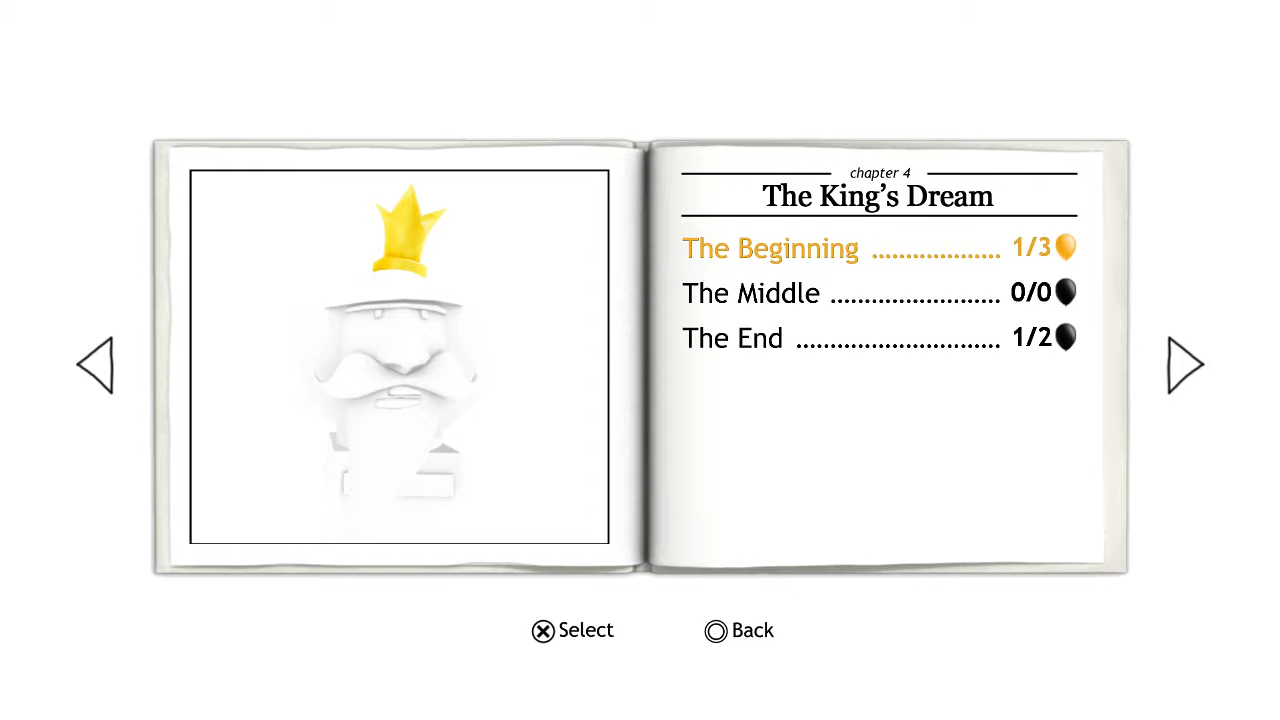 chapter 4
The King's Dream
The Beginning ................... 1/3
The Middle ......................... 0/0
The End .............................. 1/2
Select
Back